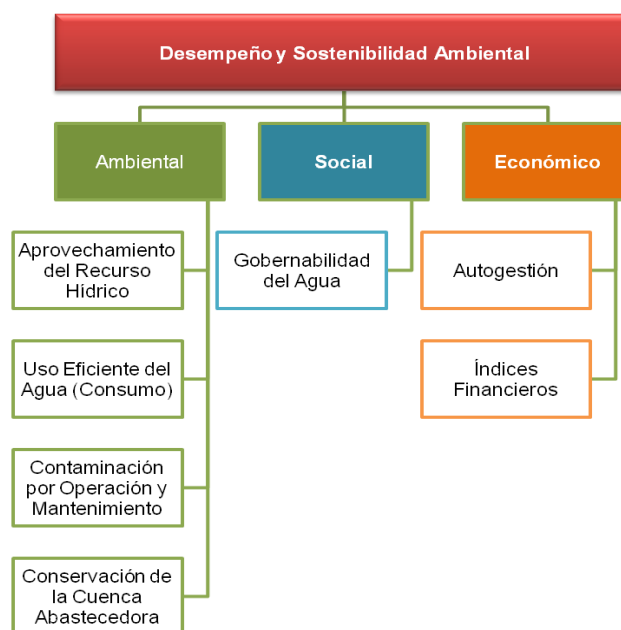 Desempeño y Sostenibilidad Ambiental
Ambiental
Social
Económico
Aprovechamiento
del Recurso
Hídrico
Gobernabilidad
del Agua
Autogestión
Uso Eficiente del
Agua (Consumo)
Índices
Financieros
Contaminación
por Operación y
Mantenimiento
Conservación de
la Cuenca
Abastecedora